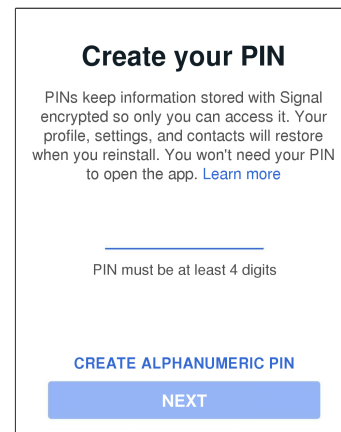 Create your PIN
PINs keep information stored with Signal
encrypted so only you can access it. Your
profile, settings, and contacts will restore
when you reinstall. You won't need your PIN
to open the app. Learn more
PIN must be at least 4 digits
CREATE ALPHANUMERIC PIN
NEXT